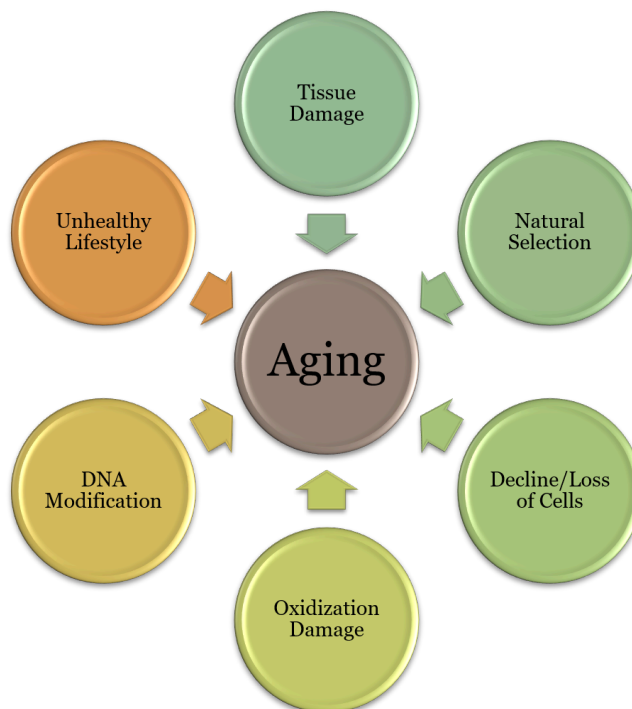 Tissue
Damage
Natural
Selection
Decline/Loss
of Cells
Oxidization
Damage
DNA
Modification
Unhealthy
Lifestyle
Aging